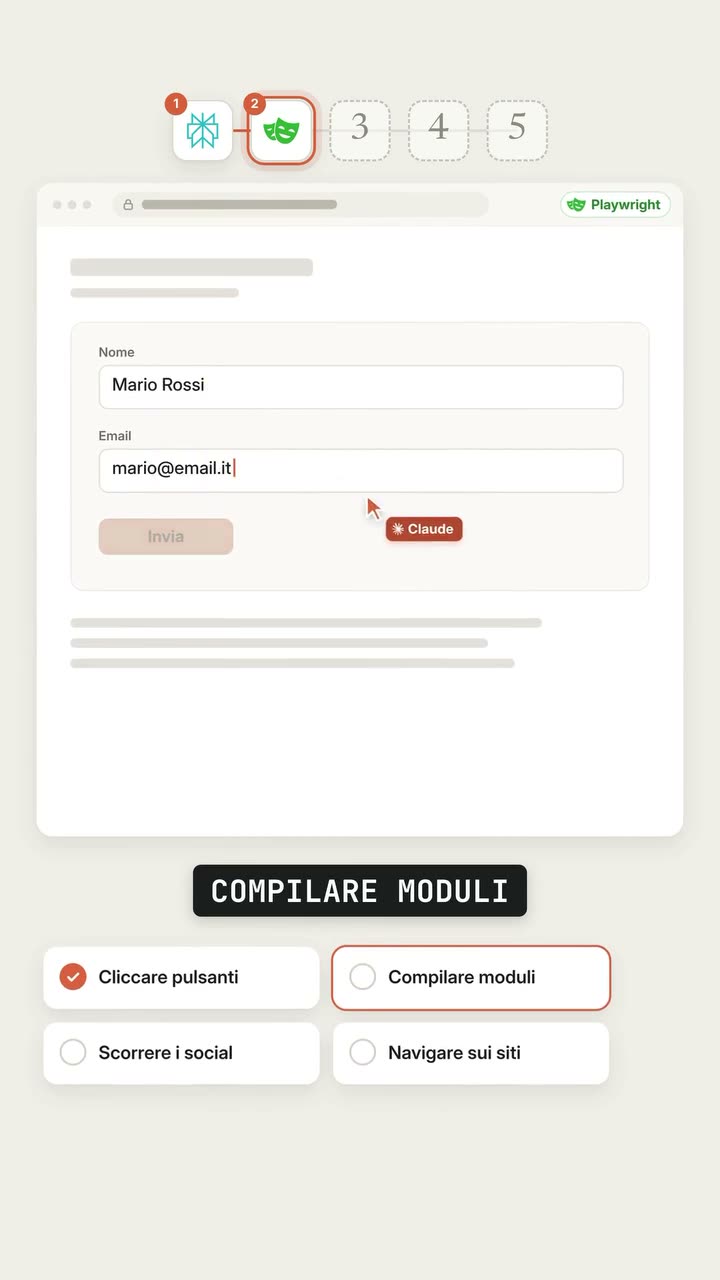 1
2
3
4
5
Playwright
Nome
Mario Rossi
Email
mario@email.it
Invia
Claude
COMPILARE MODULI
Cliccare pulsanti
Compilare moduli
Scorrere i social
Navigare sui siti